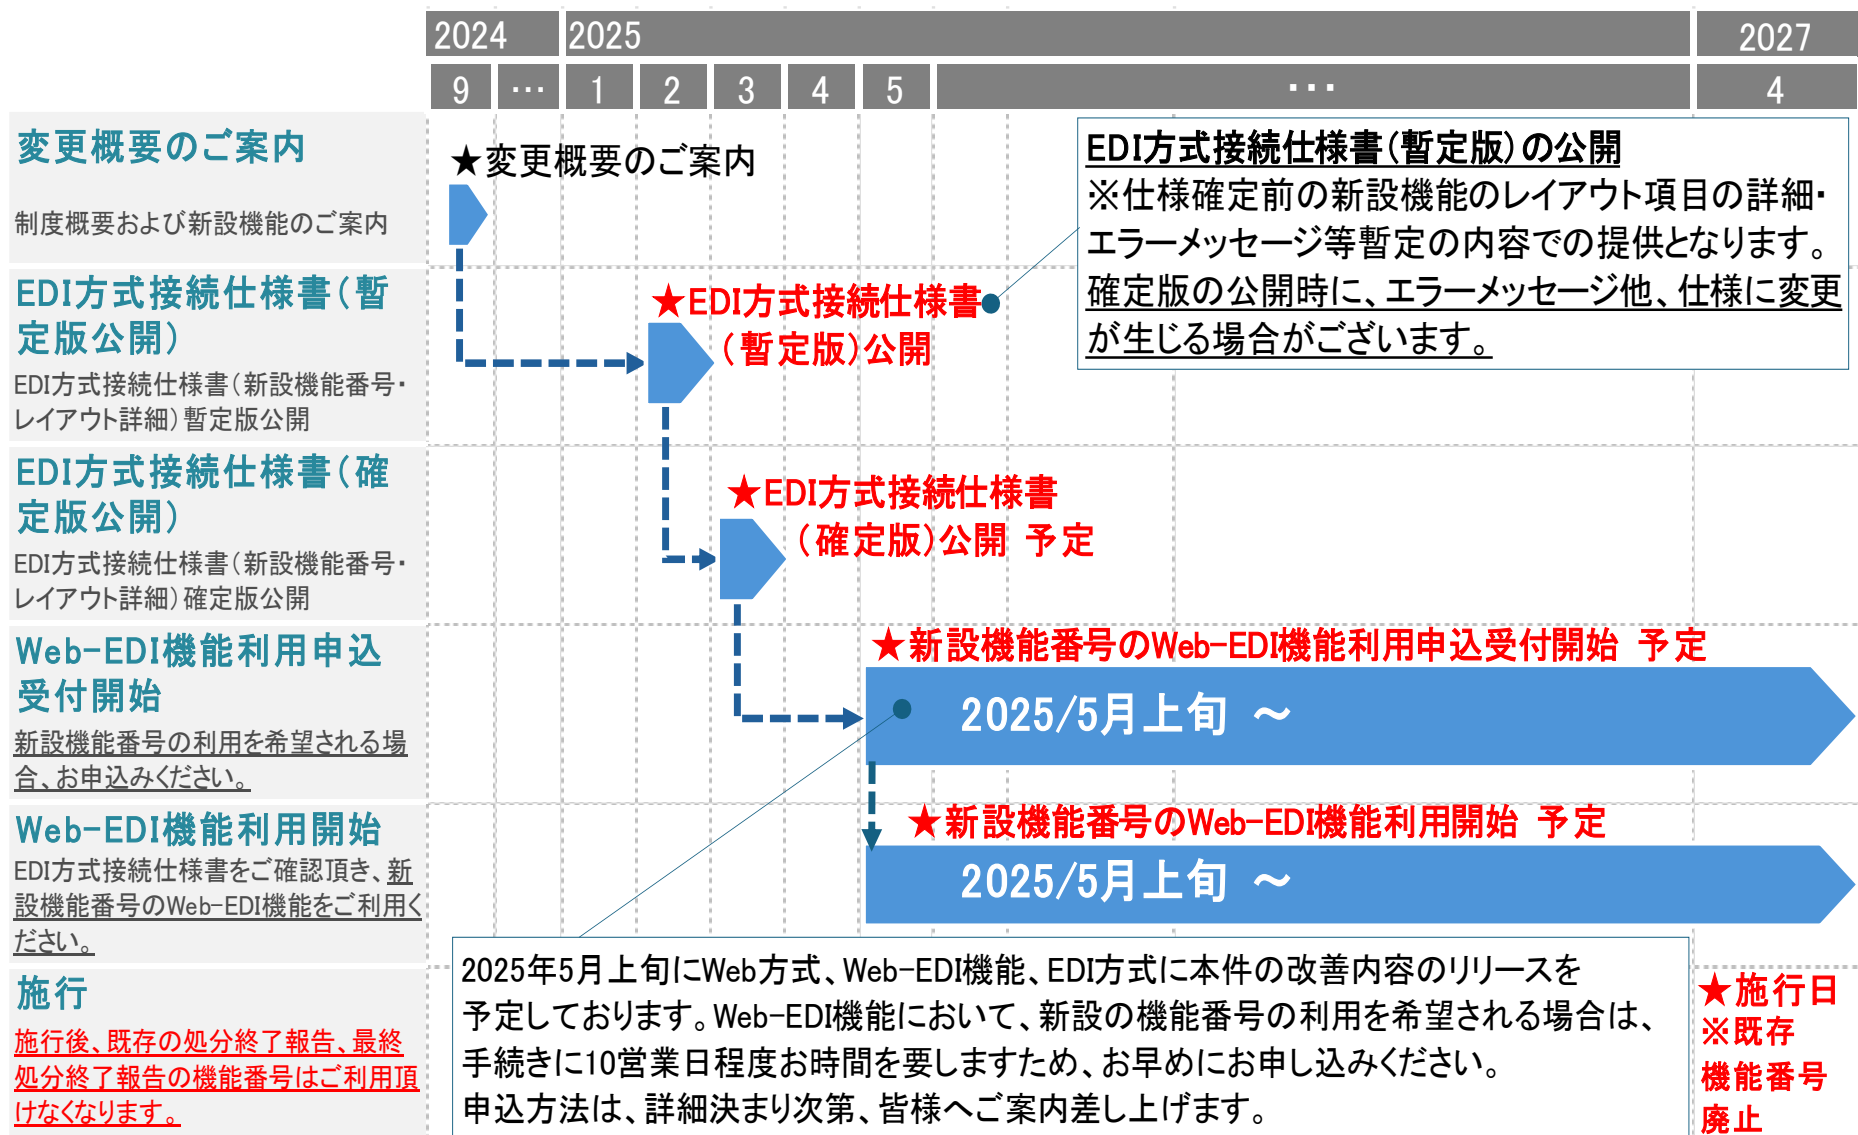 2024
2025
2027
9
…
1
2
3
4
5
…
4
変更概要のご案内
制度概要および新設機能のご案内
★変更概要のご案内
EDI方式接続仕様書(暫定版)の公開
※仕様確定前の新設機能のレイアウト項目の詳細・
エラーメッセージ等暫定の内容での提供となります。
確定版の公開時に、エラーメッセージ他、仕様に変更
が生じる場合がございます。
EDI方式接続仕様書(暫
定版公開)
EDI方式接続仕様書(新設機能番号・
レイアウト詳細)暫定版公開
★EDI方式接続仕様書
(暫定版)公開
EDI方式接続仕様書(確
定版公開)
EDI方式接続仕様書(新設機能番号・
レイアウト詳細)確定版公開
★EDI方式接続仕様書
(確定版)公開 予定
Web-EDI機能利用申込
受付開始
新設機能番号の利用を希望される場
合、お申込みください。
★新設機能番号のWeb-EDI機能利用申込受付開始 予定
2025/5月上旬 ～
Web-EDI機能利用開始
EDI方式接続仕様書をご確認頂き、新
設機能番号のWeb-EDI機能をご利用く
ださい。
★新設機能番号のWeb-EDI機能利用開始 予定
2025/5月上旬 ～
2025年5月上旬にWeb方式、Web-EDI機能、EDI方式に本件の改善内容のリリースを
予定しております。Web-EDI機能において、新設の機能番号の利用を希望される場合は、
手続きに10営業日程度お時間を要しますため、お早めにお申し込みください。
申込方法は、詳細決まり次第、皆様へご案内差し上げます。
施行
施行後、既存の処分終了報告、最終
処分終了報告の機能番号はご利用頂
けなくなります。
★施行日
※既存
機能番号
廃止